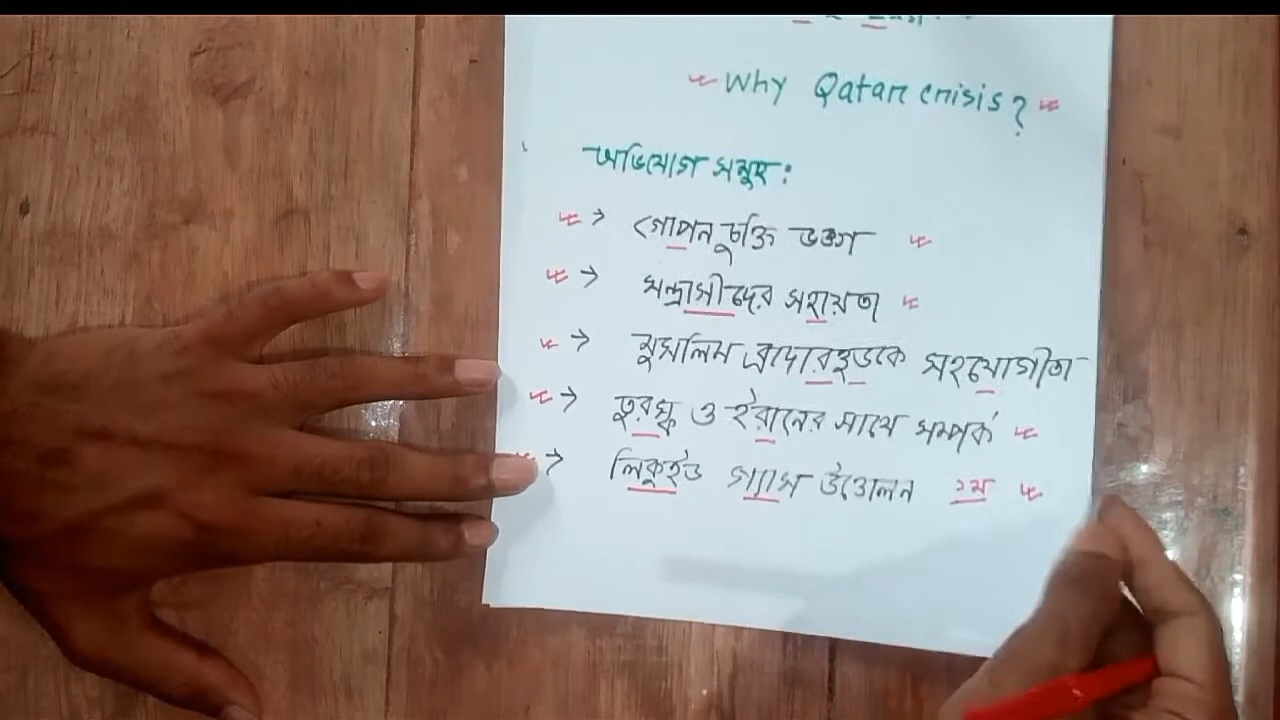 Why Qatar crisis?
অভিযোগ সমুহ:
→ গোপন চুক্তি ভঙ্গ
→ সন্ত্রাসীদের সহায়তা
→ মুসলিম ব্রাদোরহুডকে সহযোগীতা
→ তুরস্ক ও ইরানের সাথে সম্পর্ক
→ লিকুইড গ্যাস উত্তোলন ১ম